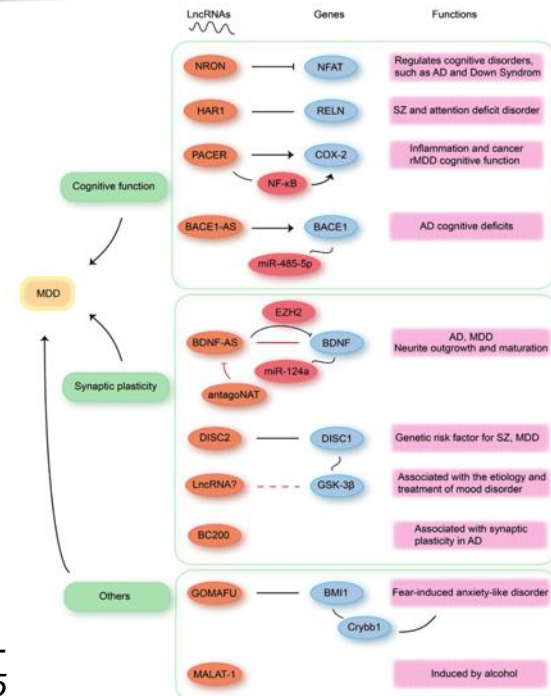 LncRNAs Genes Functions
NRON NFAT Regulates cognitive disorders,
such as AD and Down Syndrom
HAR1 RELN SZ and attention deficit disorder
PACER COX-2 Inflammation and cancer
rMDD cognitive function
NF-κB
Cognitive function
BACE1-AS BACE1 AD cognitive deficits
miR-485-5p
MDD
EZH2
BDNF-AS BDNF AD, MDD
Neurite outgrowth and maturation
miR-124a
Synaptic plasticity
antagoNAT
DISC2 DISC1 Genetic risk factor for SZ, MDD
LncRNA? GSK-3β Associated with the etiology and
treatment of mood disorder
BC200 Associated with synaptic
plasticity in AD
Others
GOMAFU BMI1 Fear-induced anxiety-like disorder
Crybb1
MALAT-1 Induced by alcohol